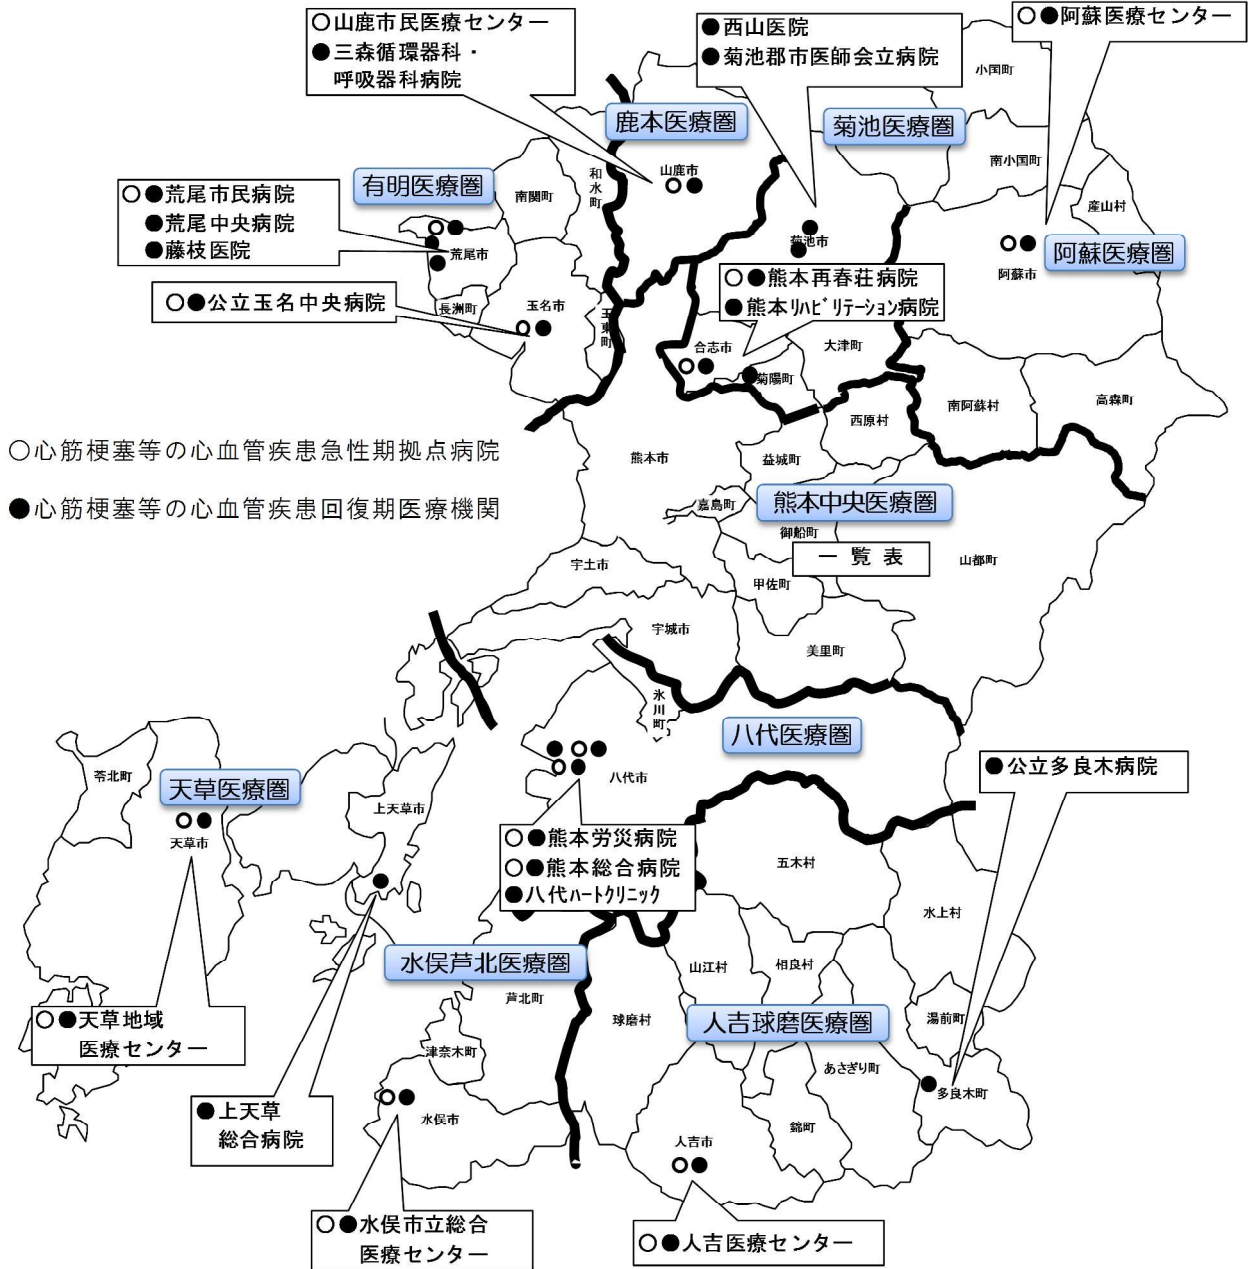 ○山鹿市民医療センター
●三森循環器科・
呼吸器科病院
●西山医院
●菊池郡市医師会立病院
○●阿蘇医療センター
小国町
鹿本医療圏
菊池医療圏
南小国町
山鹿市
和水町
有明医療圏
南関町
産山村
○●荒尾市民病院
●荒尾中央病院
●藤枝医院
荒尾市
菊池市
阿蘇医療圏
阿蘇市
○●熊本再春荘病院
●熊本リハビリテーション病院
○●公立玉名中央病院
長洲町
玉名市
玉東町
合志市
大津町
菊陽町
西原村
南阿蘇村
高森町
○心筋梗塞等の心血管疾患急性期拠点病院
●心筋梗塞等の心血管疾患回復期医療機関
熊本市
益城町
嘉島町
熊本中央医療圏
御船町
一覧表
山都町
宇土市
甲佐町
宇城市
美里町
氷川町
八代医療圏
八代市
●公立多良木病院
苓北町
天草医療圏
上天草市
天草市
○●熊本労災病院
○●熊本総合病院
●八代ハートクリニック
五木村
水上村
水俣芦北医療圏
芦北町
山江村
相良村
球磨村
人吉球磨医療圏
湯前町
○●天草地域
医療センター
津奈木町
あさぎり町
多良木町
●上天草
総合病院
水俣市
錦町
人吉市
○●水俣市立総合
医療センター
○●人吉医療センター